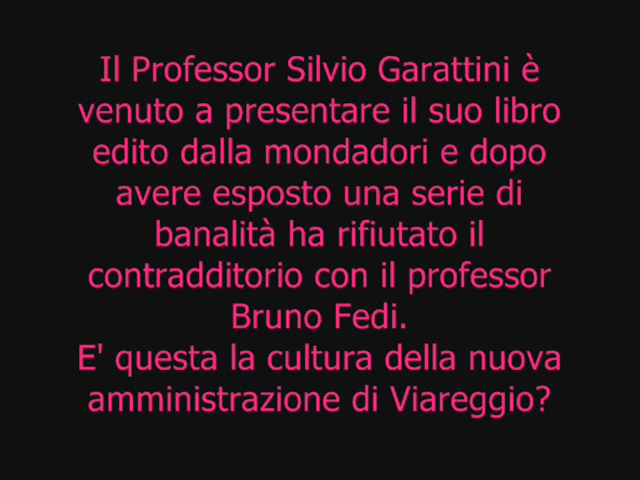 Il Professor Silvio Garattini è
venuto a presentare il suo libro
edito dalla mondadori e dopo
avere esposto una serie di
banalità ha rifiutato il
contradditorio con il professor
Bruno Fedi.
E' questa la cultura della nuova
amministrazione di Viareggio?